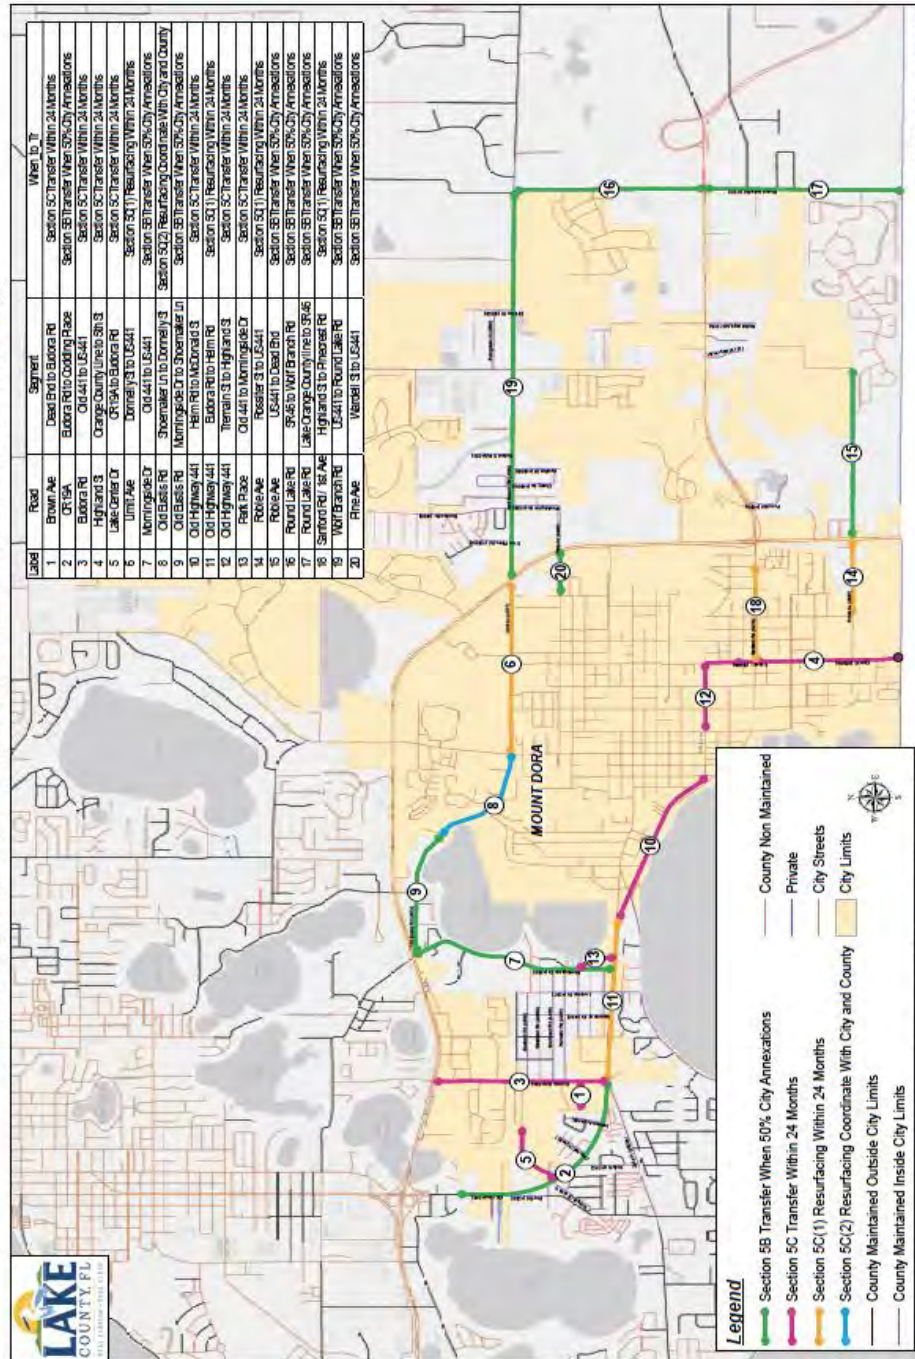 LAKE
COUNTY, FL
Label Road Segment When to Tr
1 Brown Ave Dead End to Eudora Rd Section 5C Transfer Within 24 Months
2 CR 19A Eudora Rd to Codding Place Section 5B Transfer When 50% City Annexations
3 Eudora Rd Old 441 to US441 Section 5C Transfer Within 24 Months
4 Highland St Orange County Line to 5th St Section 5C Transfer Within 24 Months
5 Lake Center Dr CR 19A to Eudora Rd Section 5C Transfer Within 24 Months
6 Limit Ave Donnelly St to US441 Section 5C(1) Resurfacing Within 24 Months
7 Morningside Dr Old 441 to US441 Section 5B Transfer When 50% City Annexations
8 Old Eustis Rd Shoemaker Ln to Donnelly St Section 5C(2) Resurfacing Coordinate With City and County
9 Old Eustis Rd Morningside Dr to Shoemaker Ln Section 5B Transfer When 50% City Annexations
10 Old Highway 441 Helm Rd to McDonald St Section 5C Transfer Within 24 Months
11 Old Highway 441 Eudora Rd to Helm Rd Section 5C(1) Resurfacing Within 24 Months
12 Old Highway 441 Tremain St to Highland St Section 5C Transfer Within 24 Months
13 Park Place Old 441 to Morningside Dr Section 5C Transfer Within 24 Months
14 Robie Ave Rossiter St to US441 Section 5C(1) Resurfacing Within 24 Months
15 Robie Ave US441 to Dead End Section 5B Transfer When 50% City Annexations
16 Round Lake Rd SR 46 to Wolf Branch Rd Section 5B Transfer When 50% City Annexations
17 Round Lake Rd Lake Orange County Line to SR46 Section 5B Transfer When 50% City Annexations
18 Sanford Rd / 1st Ave Highland St to Pinecrest Rd Section 5C(1) Resurfacing Within 24 Months
19 Wolf Branch Rd US441 to Round Lake Rd Section 5B Transfer When 50% City Annexations
20 Pine Ave Wardell St to US441 Section 5B Transfer When 50% City Annexations
MOUNT DORA
1
2
3
4
5
6
7
8
9
10
11
12
13
14
15
16
17
18
19
20
Legend
Section 5B Transfer When 50% City Annexations
Section 5C Transfer Within 24 Months
Section 5C(1) Resurfacing Within 24 Months
Section 5C(2) Resurfacing Coordinate With City and County
County Maintained Outside City Limits
County Maintained Inside City Limits
County Non Maintained
Private
City Streets
City Limits
N
E
S
W